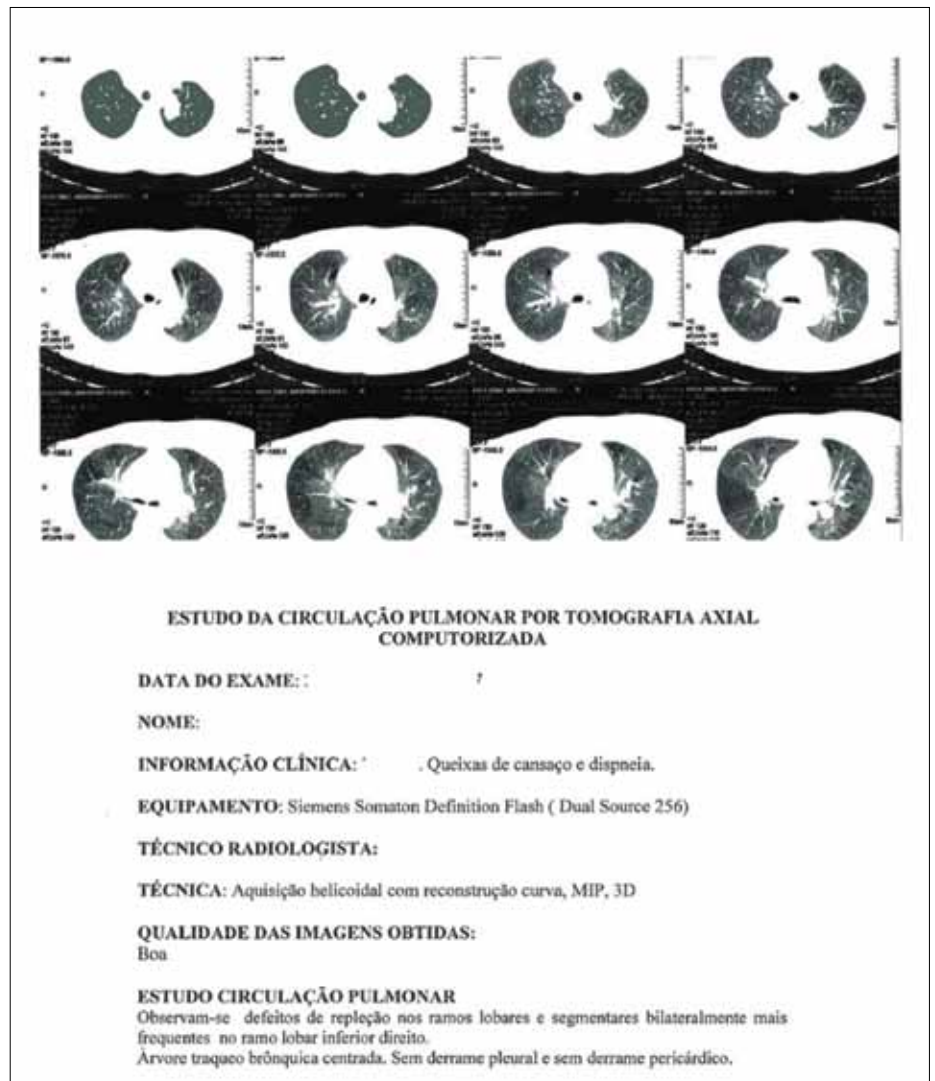 ESTUDO DA CIRCULAÇÃO PULMONAR POR TOMOGRAFIA AXIAL
COMPUTORIZADA
DATA DO EXAME: :
NOME:
INFORMAÇÃO CLÍNICA: . Queixas de cansaço e dispneia.
EQUIPAMENTO: Siemens Somaton Definition Flash ( Dual Source 256)
TÉCNICO RADIOLOGISTA:
TÉCNICA: Aquisição helicoidal com reconstrução curva, MIP, 3D
QUALIDADE DAS IMAGENS OBTIDAS:
Boa
ESTUDO CIRCULAÇÃO PULMONAR
Observam-se defeitos de repleção nos ramos lobares e segmentares bilateralmente mais
frequentes no ramo lobar inferior direito.
Árvore traqueo brônquica centrada. Sem derrame pleural e sem derrame pericárdico.